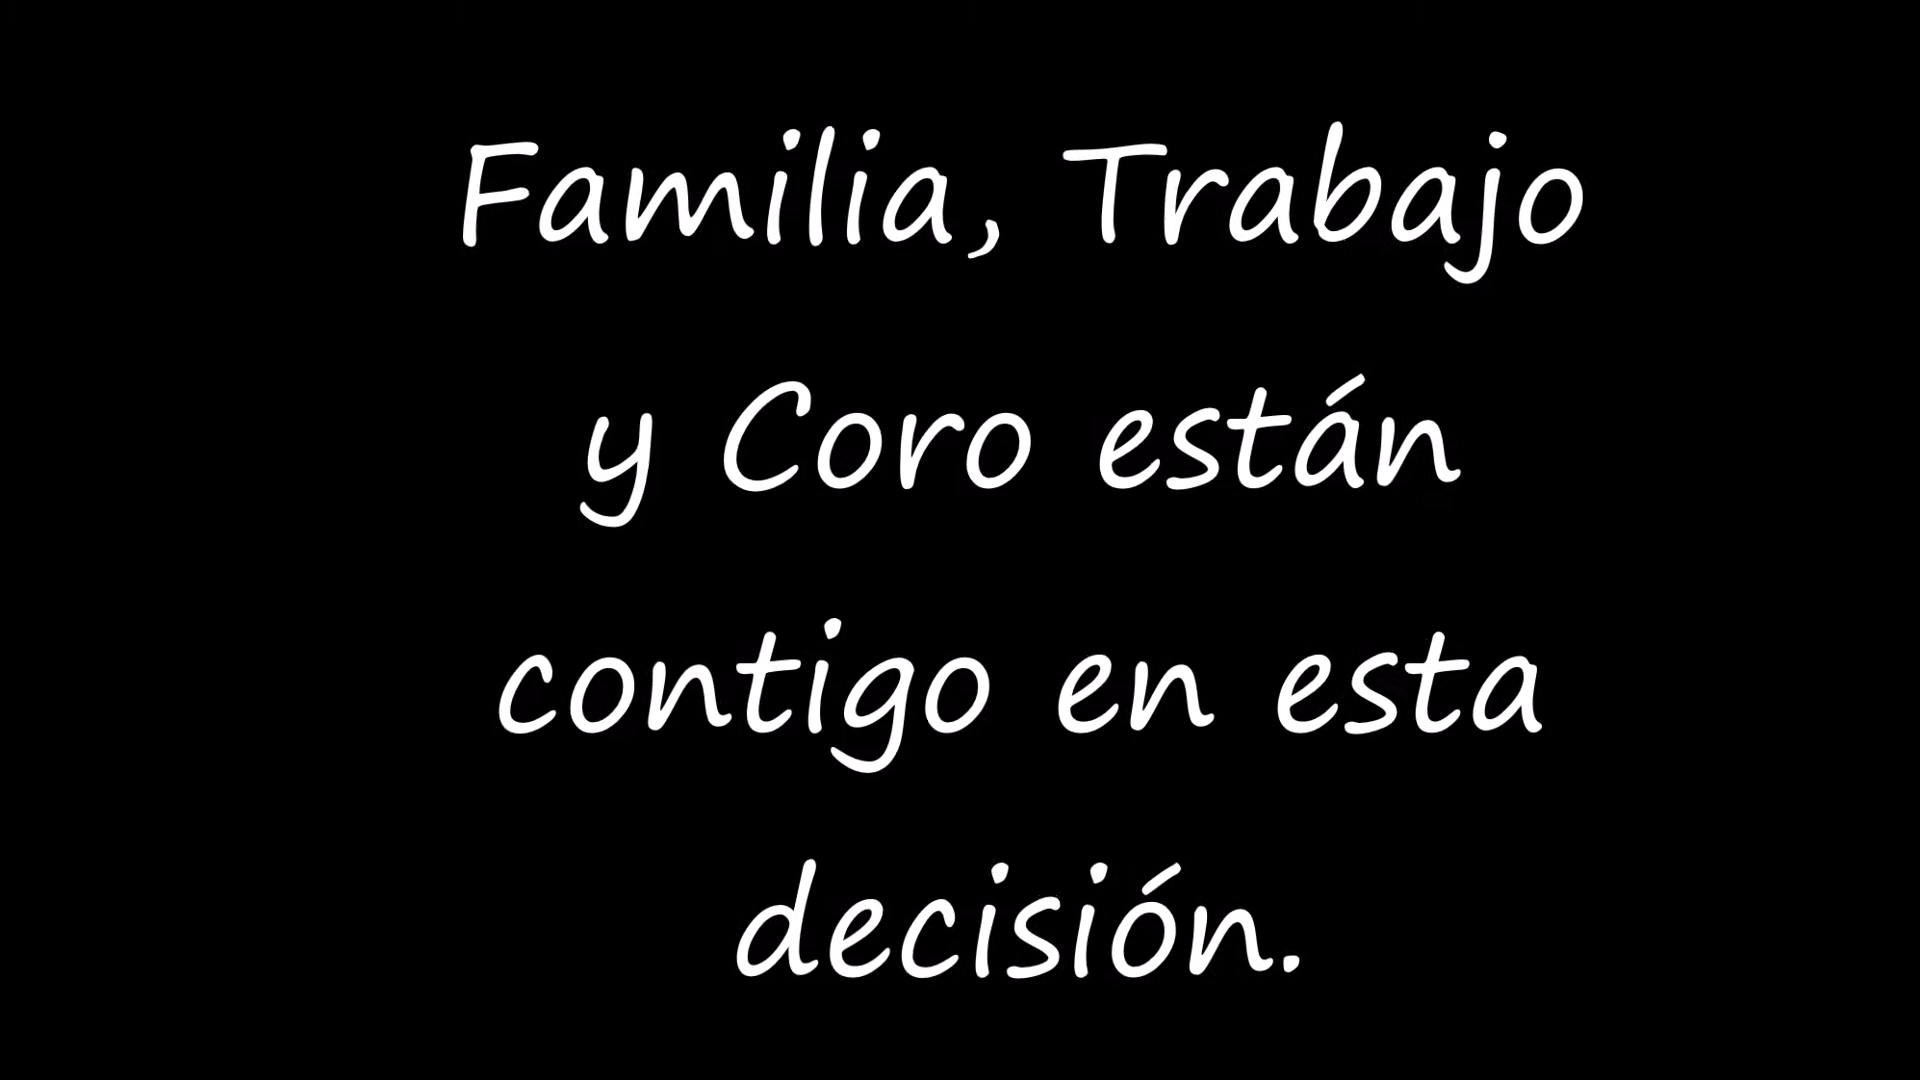 Familia, Trabajo
y Coro están
contigo en esta
decisión.